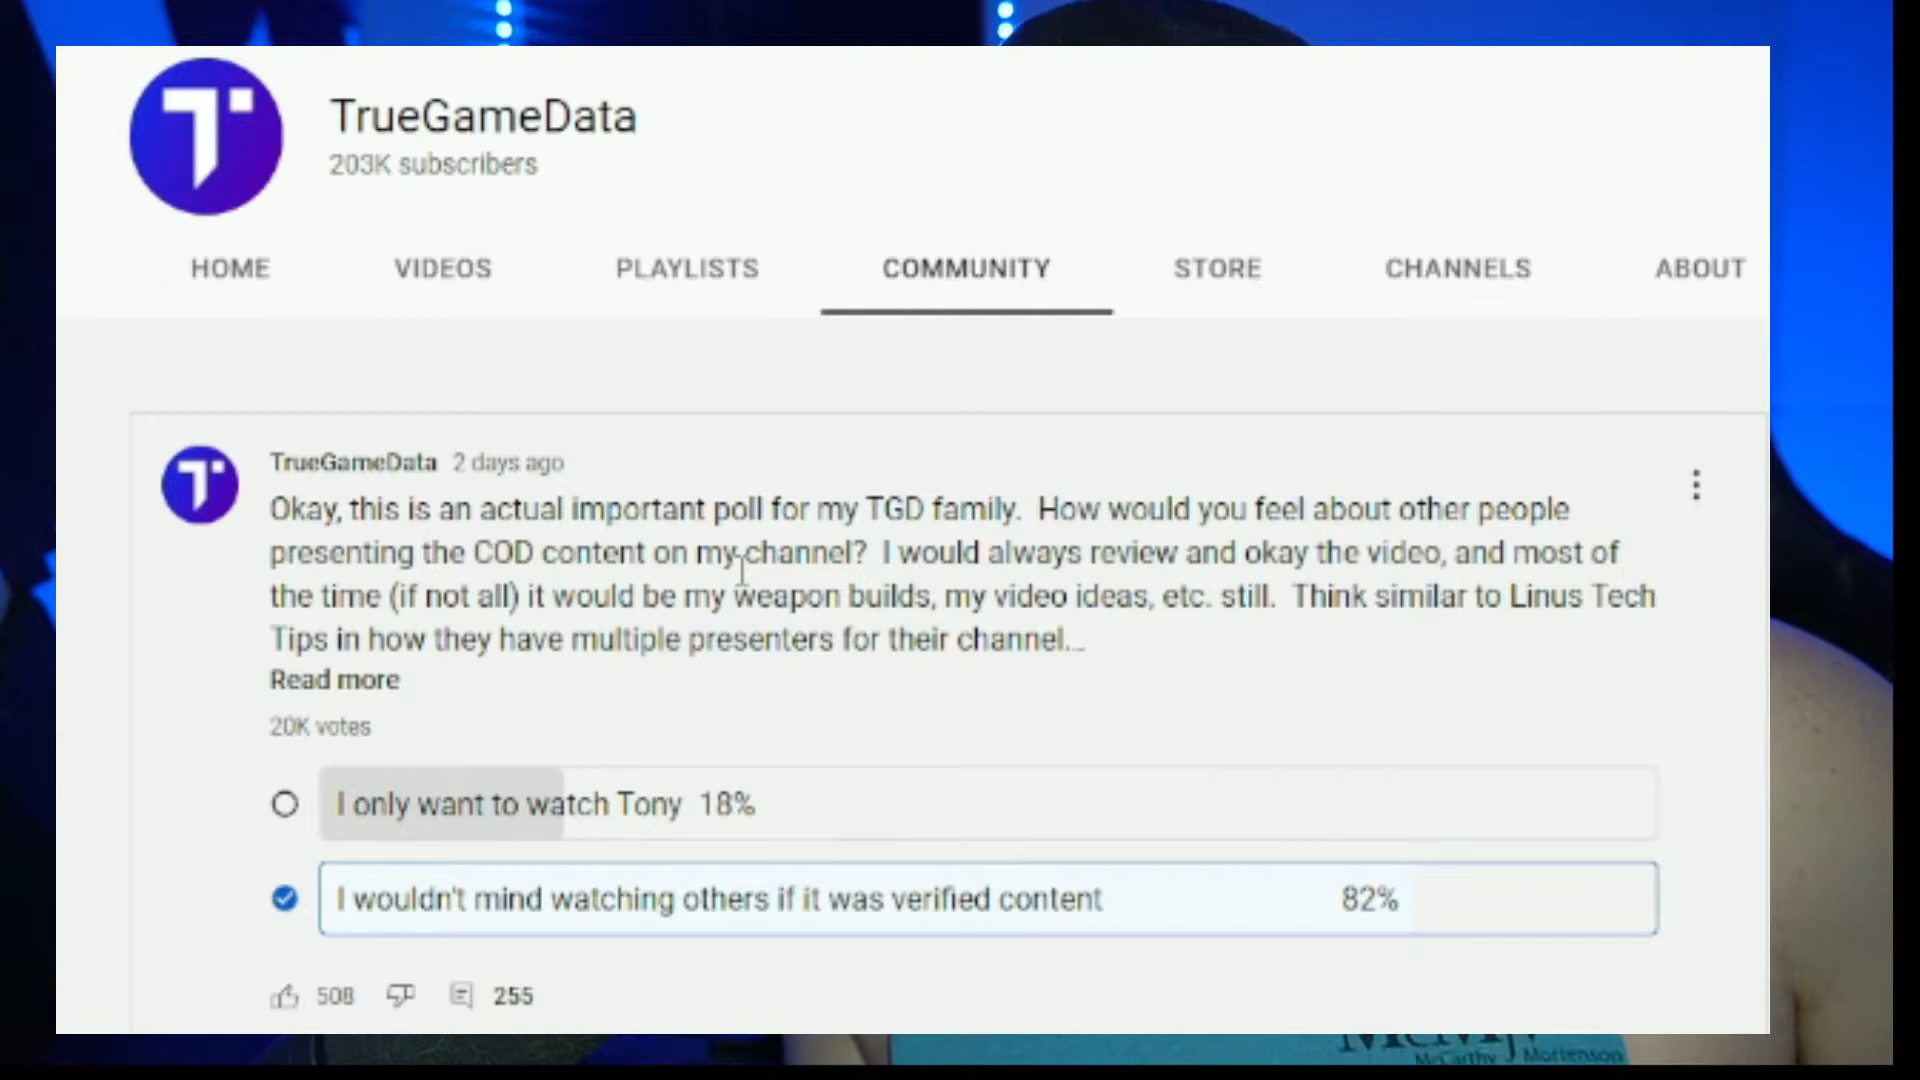 TrueGameData
203K subscribers
HOME VIDEOS PLAYLISTS COMMUNITY STORE CHANNELS ABOUT
TrueGameData 2 days ago
Okay, this is an actual important poll for my TGD family. How would you feel about other people
presenting the COD content on my channel? I would always review and okay the video, and most of
the time (if not all) it would be my weapon builds, my video ideas, etc. still. Think similar to Linus Tech
Tips in how they have multiple presenters for their channel...
Read more
20K votes
I only want to watch Tony 18%
I wouldn't mind watching others if it was verified content 82%
508 255
McCarthy Mortenson